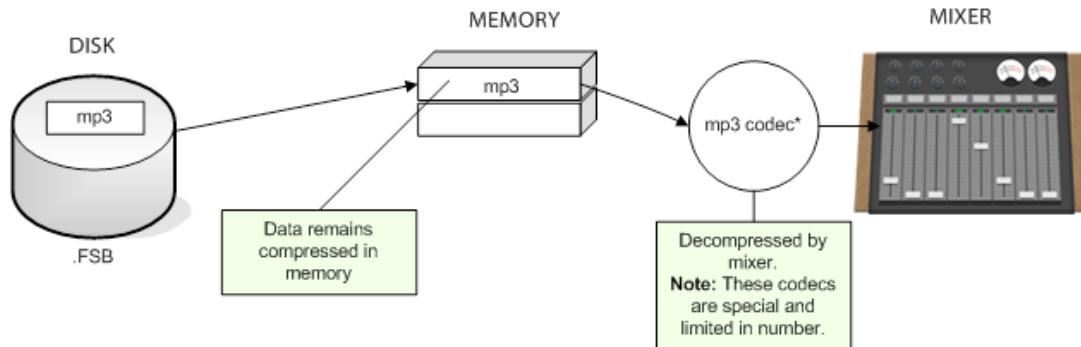 DISK
mp3
.FSB
MEMORY
mp3
Data remains
compressed in
memory
mp3 codec*
Decompressed by
mixer.
Note: These codecs
are special and
limited in number.
MIXER